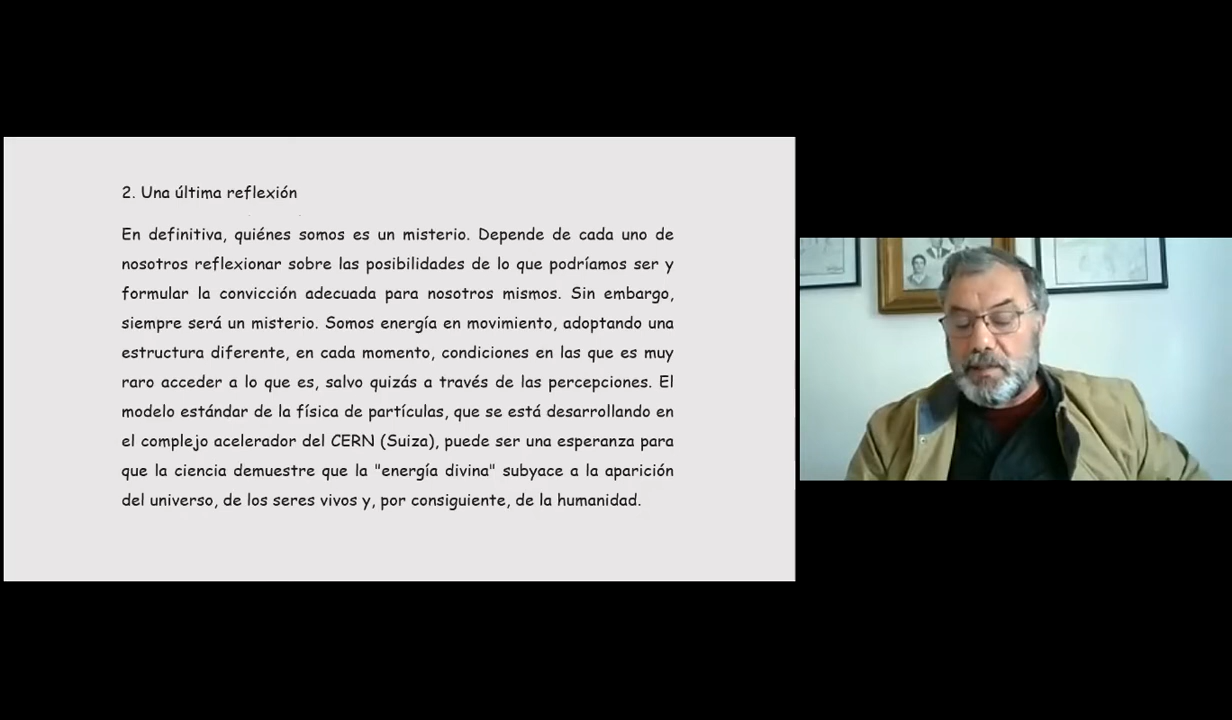 2. Una última reflexión
En definitiva, quiénes somos es un misterio. Depende de cada uno de
nosotros reflexionar sobre las posibilidades de lo que podríamos ser y
formular la convicción adecuada para nosotros mismos. Sin embargo,
siempre será un misterio. Somos energía en movimiento, adoptando una
estructura diferente, en cada momento, condiciones en las que es muy
raro acceder a lo que es, salvo quizás a través de las percepciones. El
modelo estándar de la física de partículas, que se está desarrollando en
el complejo acelerador del CERN (Suiza), puede ser una esperanza para
que la ciencia demuestre que la "energía divina" subyace a la aparición
del universo, de los seres vivos y, por consiguiente, de la humanidad.